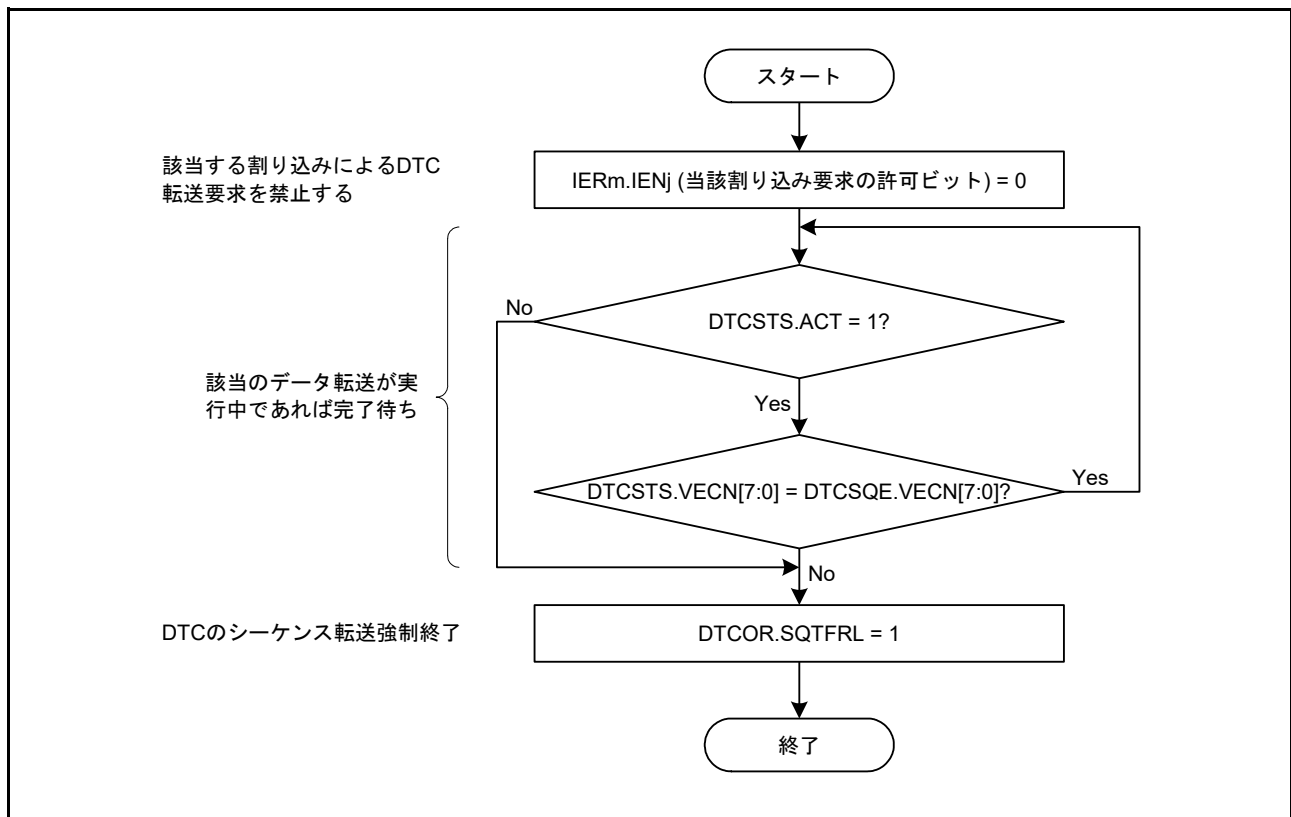 スタート
該当する割り込みによるDTC
転送要求を禁止する
IERm.IENj (当該割り込み要求の許可ビット) = 0
No
DTCSTS.ACT = 1?
該当のデータ転送が実
行中であれば完了待ち
Yes
DTCSTS.VECN[7:0] = DTCSQE.VECN[7:0]?
Yes
No
DTCのシーケンス転送強制終了
DTCOR.SQTFRL = 1
終了